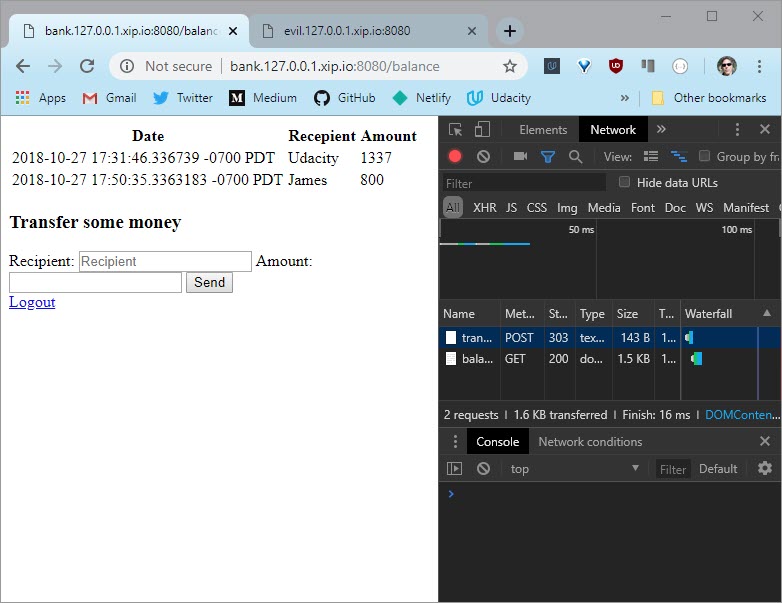 bank.127.0.0.1.xip.io:8080/balanc
evil.127.0.0.1.xip.io:8080
Not secure
bank.127.0.0.1.xip.io:8080/balance
Apps
Gmail
Twitter
Medium
GitHub
Netlify
Udacity
»
Other bookmarks
Date Recepient Amount
2018-10-27 17:31:46.336739 -0700 PDT Udacity 1337
2018-10-27 17:50:35.3363183 -0700 PDT James 800
Transfer some money
Recipient: Recipient Amount:
Send
Logout
Elements Network »
View: Group by fra
Filter Hide data URLs
All XHR JS CSS Img Media Font Doc WS Manifest
50 ms 100 ms
Name Met... St... Type Size T... Waterfall
tran... POST 303 tex... 143 B 1...
bala... GET 200 do... 1.5 KB 1...
2 requests | 1.6 KB transferred | Finish: 16 ms | DOMConten...
Console Network conditions
top Filter Default